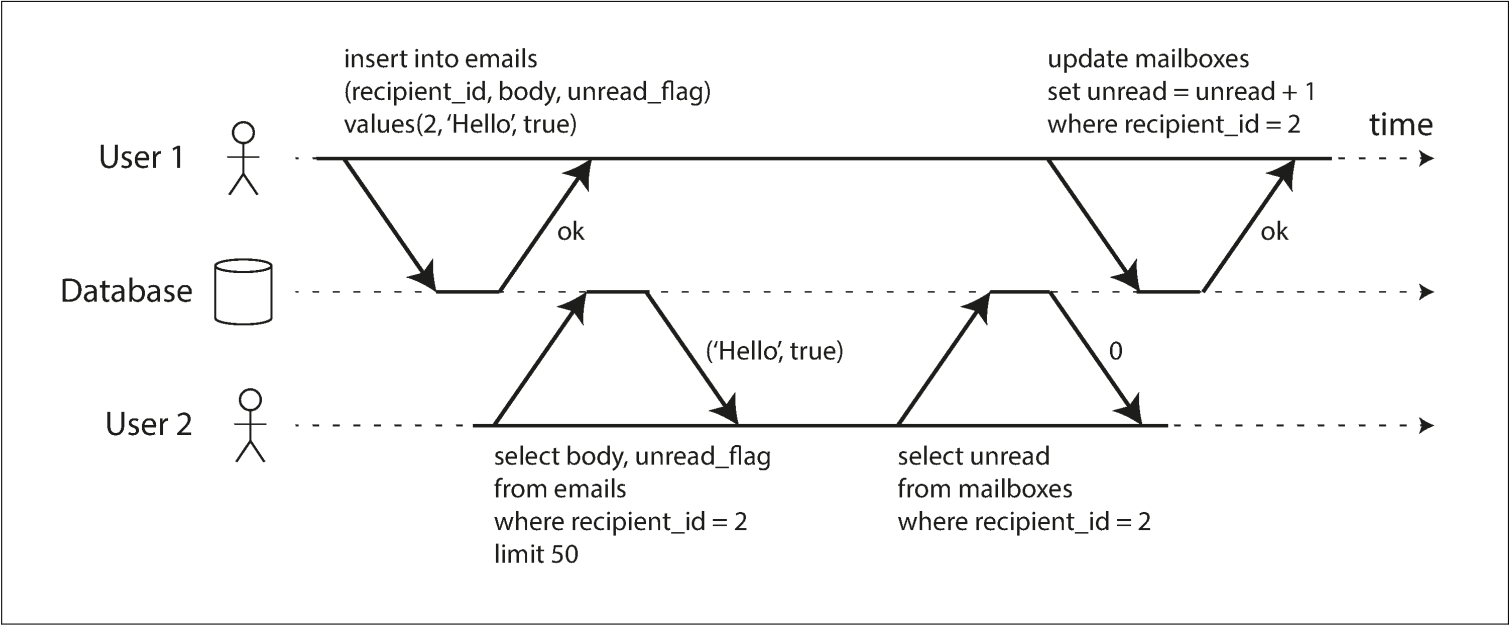 insert into emails
(recipient_id, body, unread_flag)
values(2, ‘Hello’, true)
update mailboxes
set unread = unread + 1
where recipient_id = 2
time
User 1
ok
ok
Database
(‘Hello’, true)
0
User 2
select body, unread_flag
from emails
where recipient_id = 2
limit 50
select unread
from mailboxes
where recipient_id = 2